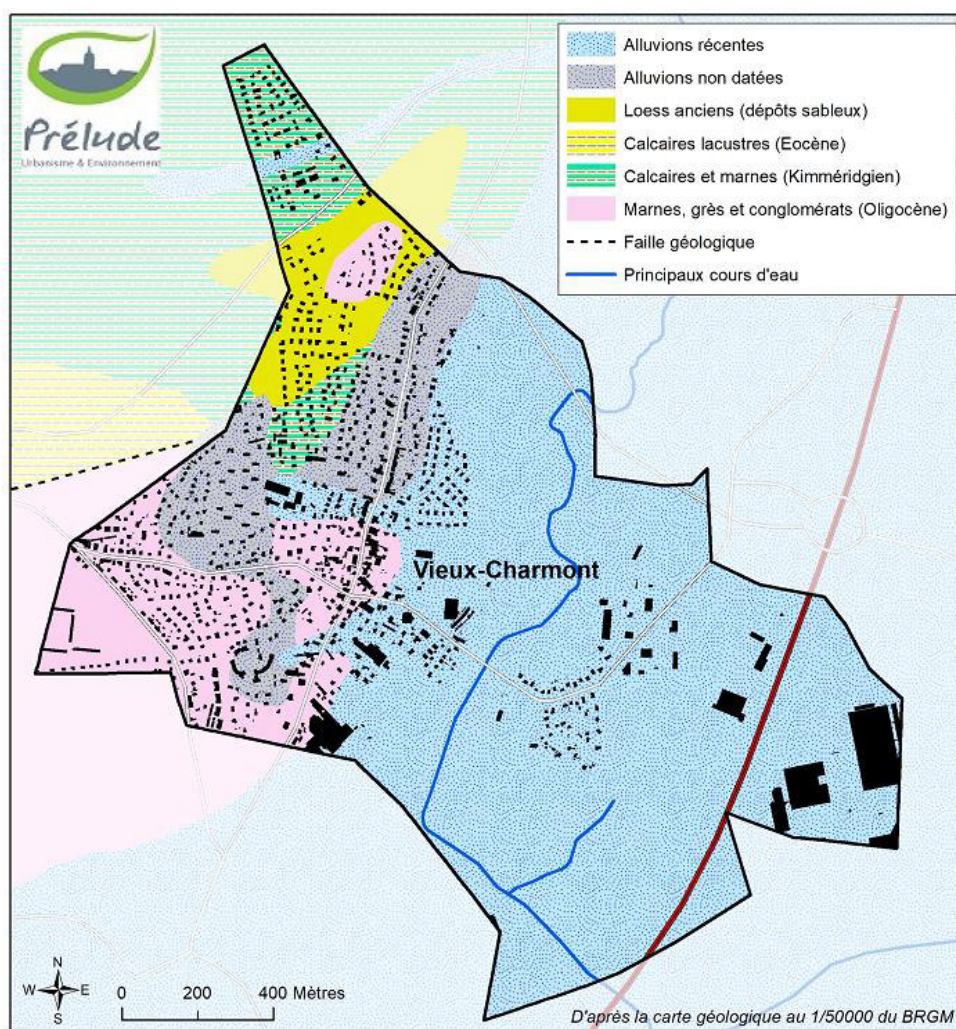 Prélude
Urbanisme & Environnement
Alluvions récentes
Alluvions non datées
Loess anciens (dépôts sableux)
Calcaires lacustres (Eocène)
Calcaires et marnes (Kimméridgien)
Marnes, grès et conglomérats (Oligocène)
Faille géologique
Principaux cours d'eau
Vieux-Charmont
N
W E
S
0 200 400 Mètres
D'après la carte géologique au 1/50000 du BRGM